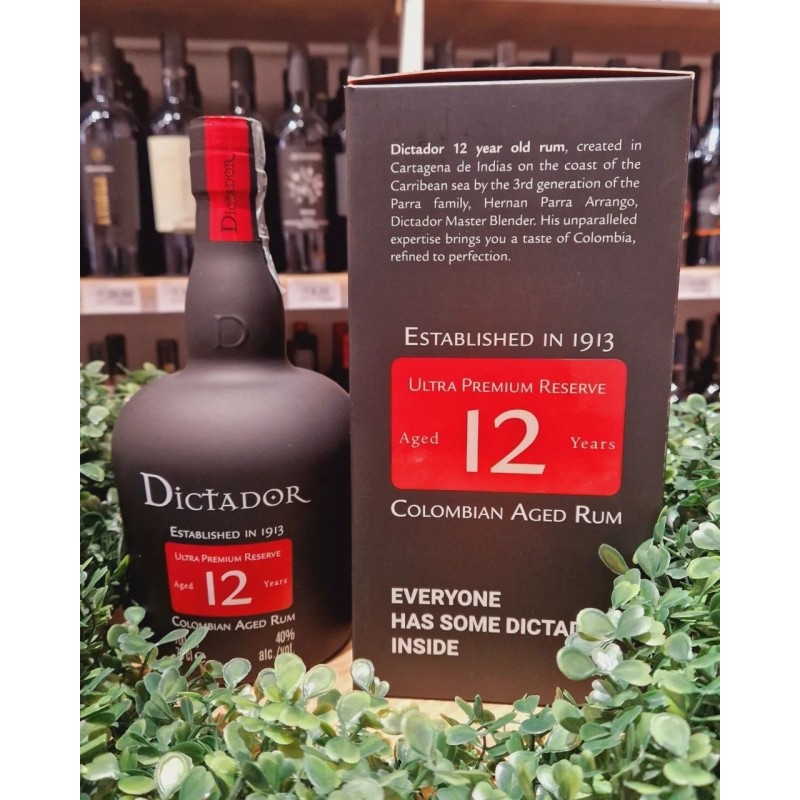 DICTADOR
D
DICTADOR
ESTABLISHED IN 1913
ULTRA PREMIUM RESERVE
Aged 12 Years
COLOMBIAN AGED RUM
40%
alc./vol.
Dictador 12 year old rum, created in
Cartagena de Indias on the coast of the
Carribean sea by the 3rd generation of the
Parra family, Hernan Parra Arrango,
Dictador Master Blender. His unparalleled
expertise brings you a taste of Colombia,
refined to perfection.
ESTABLISHED IN 1913
ULTRA PREMIUM RESERVE
Aged 12 Years
COLOMBIAN AGED RUM
EVERYONE
HAS SOME DICTAD
INSIDE